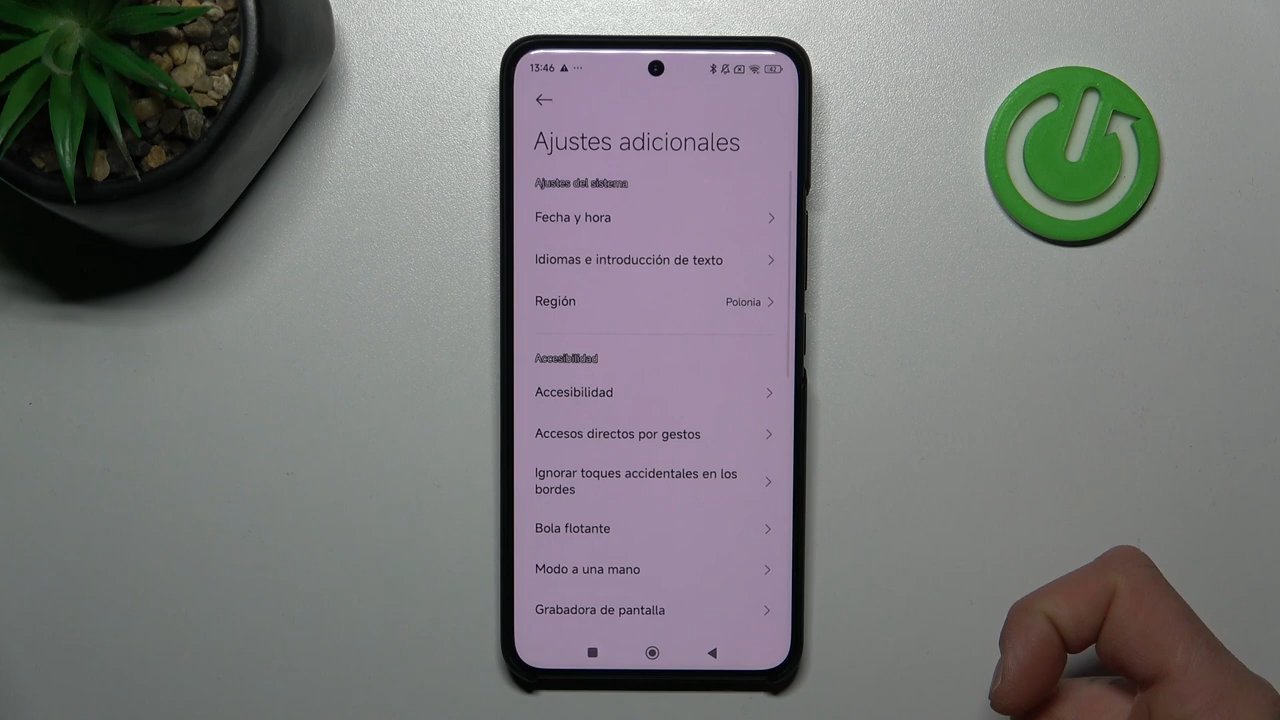 13:46
42
Ajustes adicionales
Ajustes del sistema
Fecha y hora
Idiomas e introducción de texto
Región
Polonia
Accesibilidad
Accesibilidad
Accesos directos por gestos
Ignorar toques accidentales en los
bordes
Bola flotante
Modo a una mano
Grabadora de pantalla